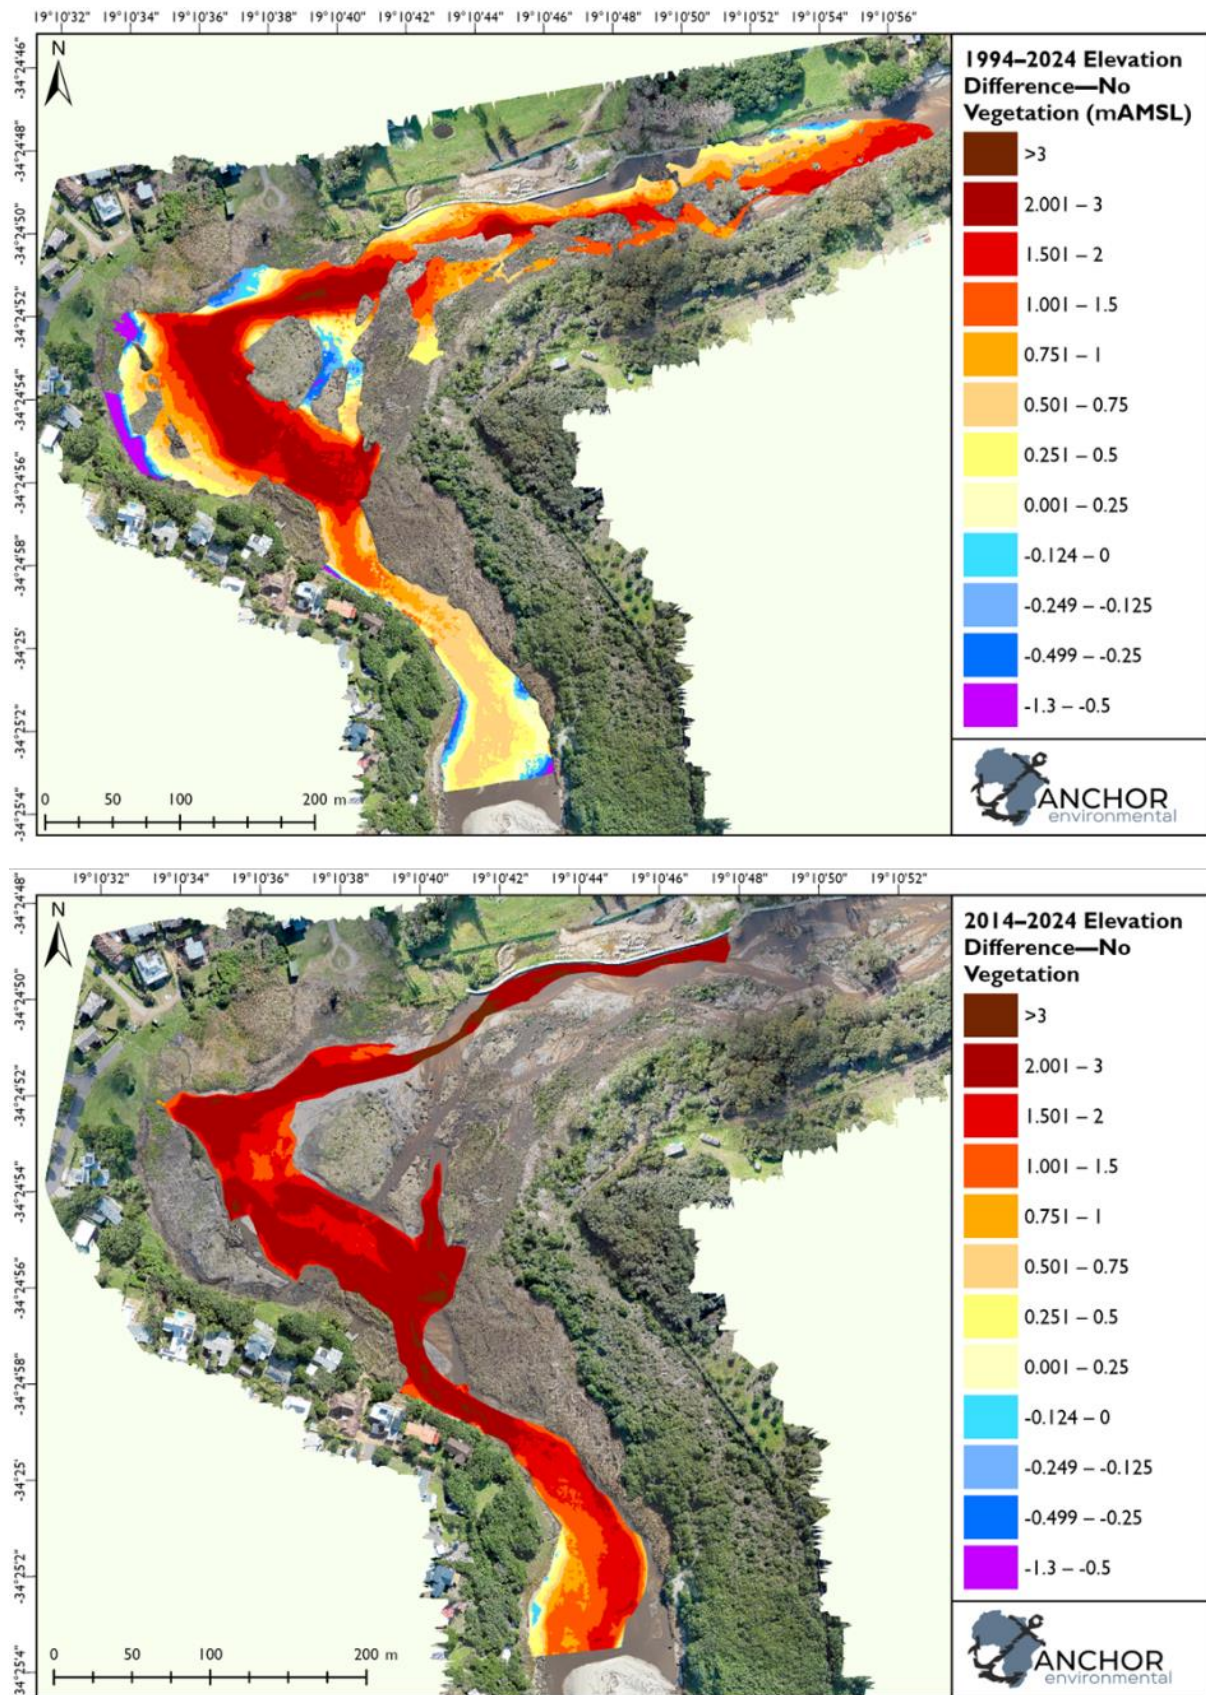 19°10'32" 19°10'34" 19°10'36" 19°10'38" 19°10'40" 19°10'42" 19°10'44" 19°10'46" 19°10'48" 19°10'50" 19°10'52" 19°10'54" 19°10'56"
-34°24'46"
-34°24'48"
-34°24'50"
-34°24'52"
-34°24'54"
-34°24'56"
-34°24'58"
-34°25'
-34°25'2"
-34°25'4"
N
0 50 100 200 m
1994–2024 Elevation
Difference—No
Vegetation (mAMSL)
>3
2.001 – 3
1.501 – 2
1.001 – 1.5
0.751 – 1
0.501 – 0.75
0.251 – 0.5
0.001 – 0.25
-0.124 – 0
-0.249 – -0.125
-0.499 – -0.25
-1.3 – -0.5
ANCHOR
environmental
19°10'32" 19°10'34" 19°10'36" 19°10'38" 19°10'40" 19°10'42" 19°10'44" 19°10'46" 19°10'48" 19°10'50" 19°10'52"
-34°24'48"
-34°24'50"
-34°24'52"
-34°24'54"
-34°24'56"
-34°24'58"
-34°25'
-34°25'2"
-34°25'4"
N
0 50 100 200 m
2014–2024 Elevation
Difference—No
Vegetation
>3
2.001 – 3
1.501 – 2
1.001 – 1.5
0.751 – 1
0.501 – 0.75
0.251 – 0.5
0.001 – 0.25
-0.124 – 0
-0.249 – -0.125
-0.499 – -0.25
-1.3 – -0.5
ANCHOR
environmental